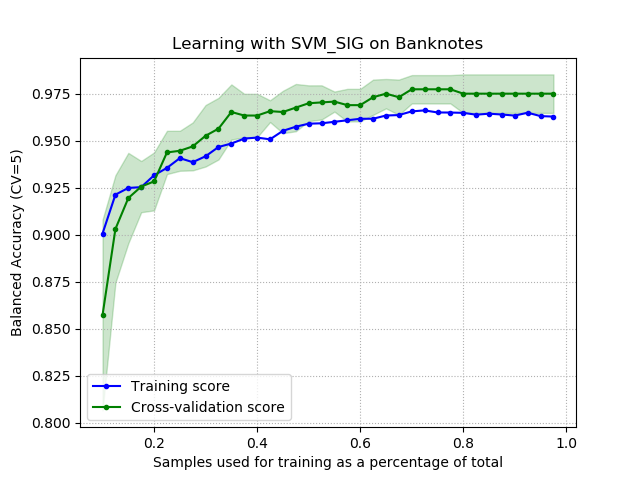 Learning with SVM_SIG on Banknotes
Balanced Accuracy (CV=5)
0.975
0.950
0.925
0.900
0.875
0.850
0.825
0.800
Training score
Cross-validation score
0.2 0.4 0.6 0.8 1.0
Samples used for training as a percentage of total